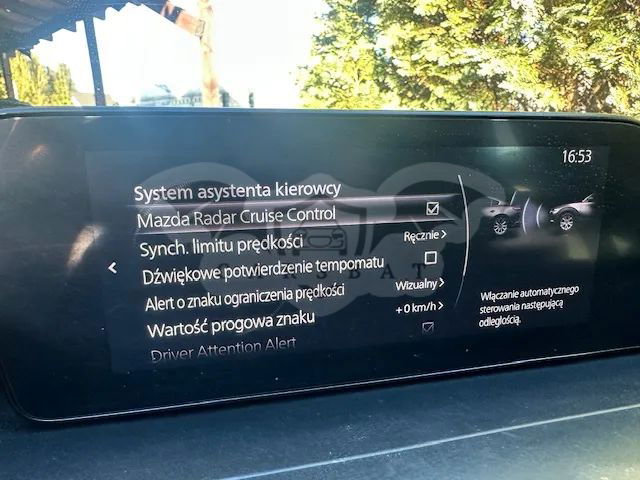 16:53
System asystenta kierowcy
Mazda Radar Cruise Control
Synch. limitu prędkości Ręcznie
Dźwiękowe potwierdzenie tempomatu
Alert o znaku ograniczenia prędkości Wizualny
Wartość progowa znaku +0 km/h
Driver Attention Alert
Włączanie automatycznego
sterowania następującą
odległością.
CARSBAT